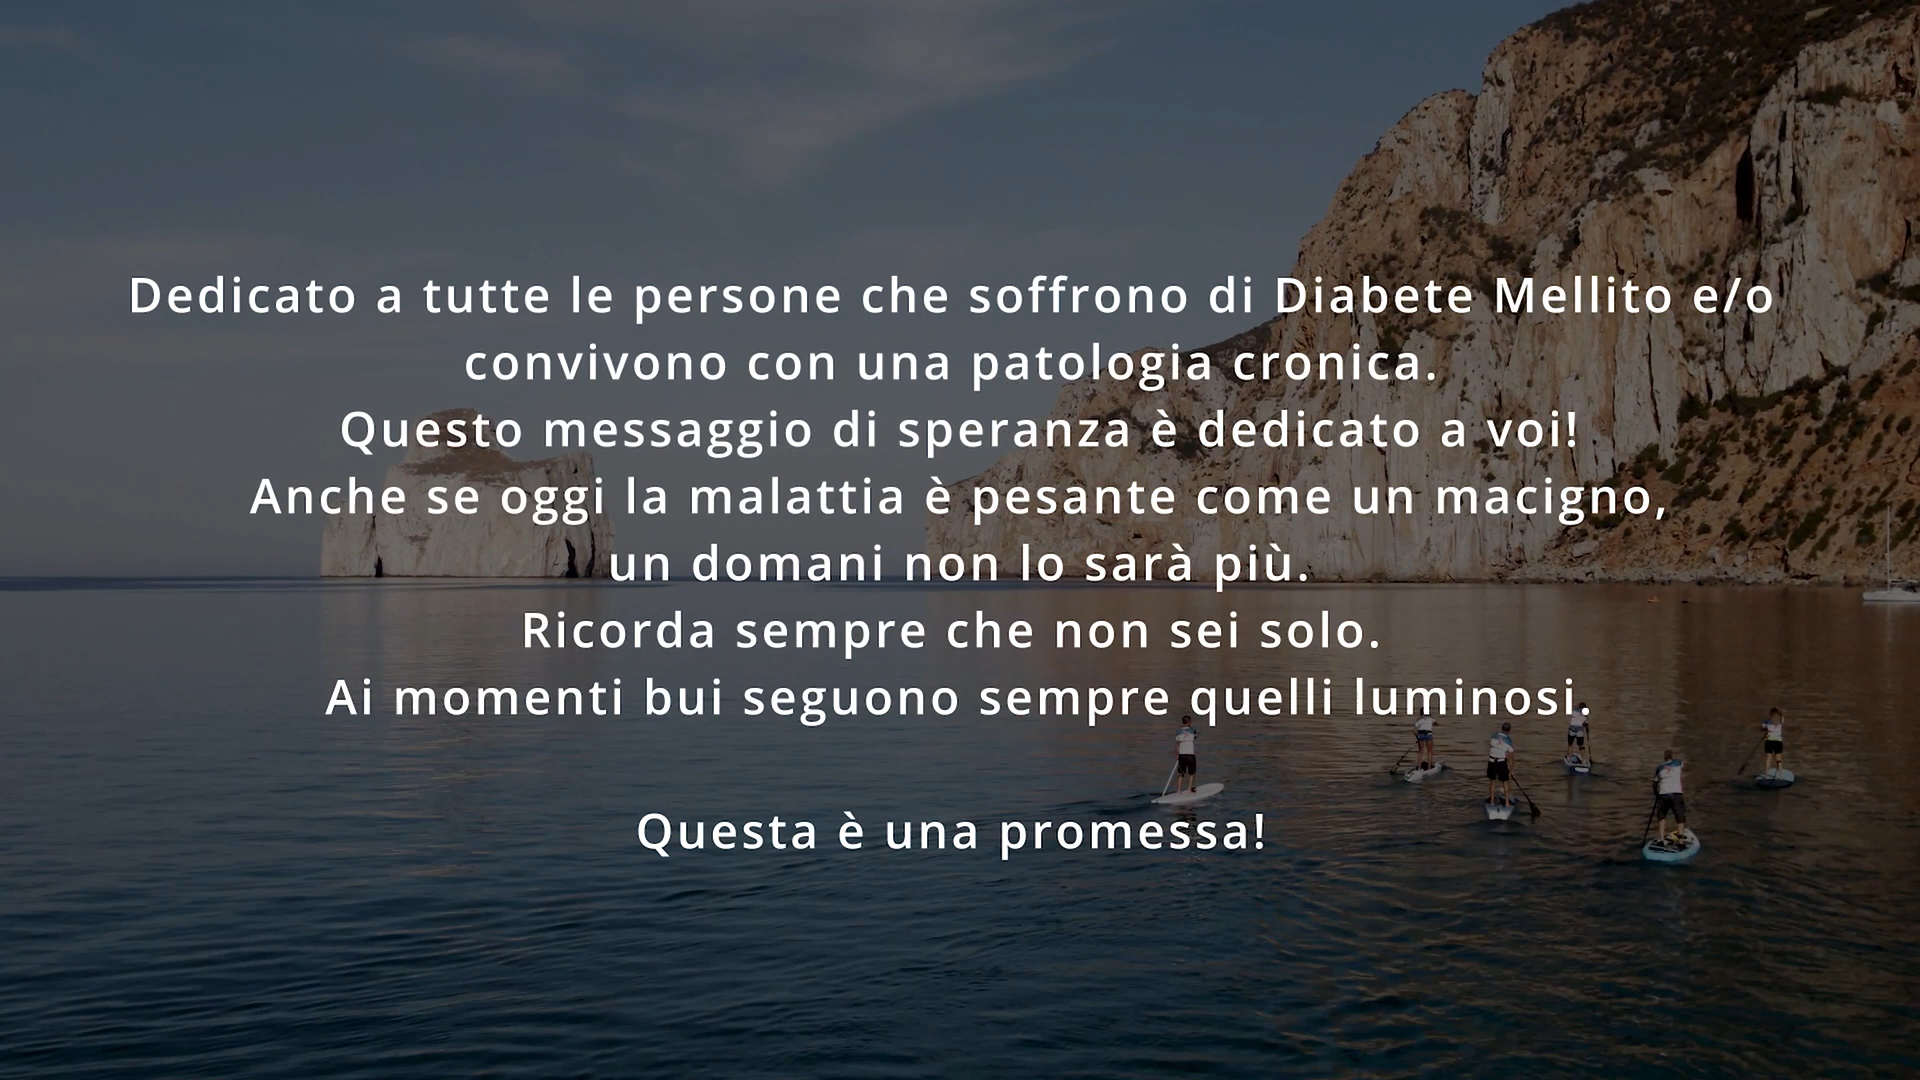 Dedicato a tutte le persone che soffrono di Diabete Mellito e/o
convivono con una patologia cronica.
Questo messaggio di speranza è dedicato a voi!
Anche se oggi la malattia è pesante come un macigno,
un domani non lo sarà più.
Ricorda sempre che non sei solo.
Ai momenti bui seguono sempre quelli luminosi.
Questa è una promessa!